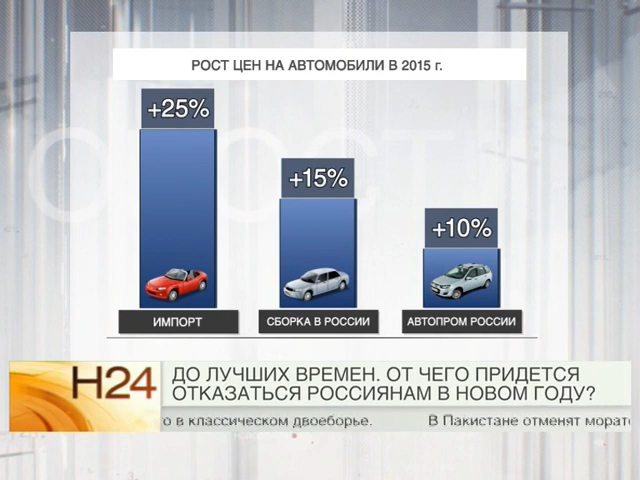 РОСТ ЦЕН НА АВТОМОБИЛИ В 2015 г.
+25%
+15%
+10%
ИМПОРТ
СБОРКА В РОССИИ
АВТОПРОМ РОССИИ
Н24
ДО ЛУЧШИХ ВРЕМЕН. ОТ ЧЕГО ПРИДЕТСЯ
ОТКАЗАТЬСЯ РОССИЯНАМ В НОВОМ ГОДУ?
о в классическом двоеборье. В Пакистане отменят